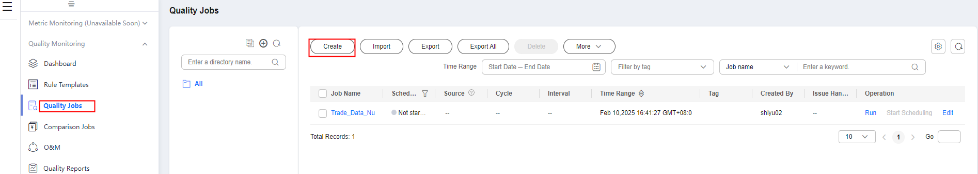 Metric Monitoring (Unavailable Soon)
Quality Monitoring
Dashboard
Rule Templates
Quality Jobs
Comparison Jobs
O&M
Quality Reports
Quality Jobs
Enter a directory name
All
Create Import Export Export All Delete More
Time Range Start Date – End Date Filter by tag Job name Enter a keyword
Job Name Sched... Source Cycle Interval Time Range Tag Created By Issue Han... Operation
Trade_Data_Nu Not star... -- -- -- Feb 10,2025 16:41:27 GMT+08:0 shiyu02 -- Run Start Scheduling Edit
Total Records: 1 10 1 Go